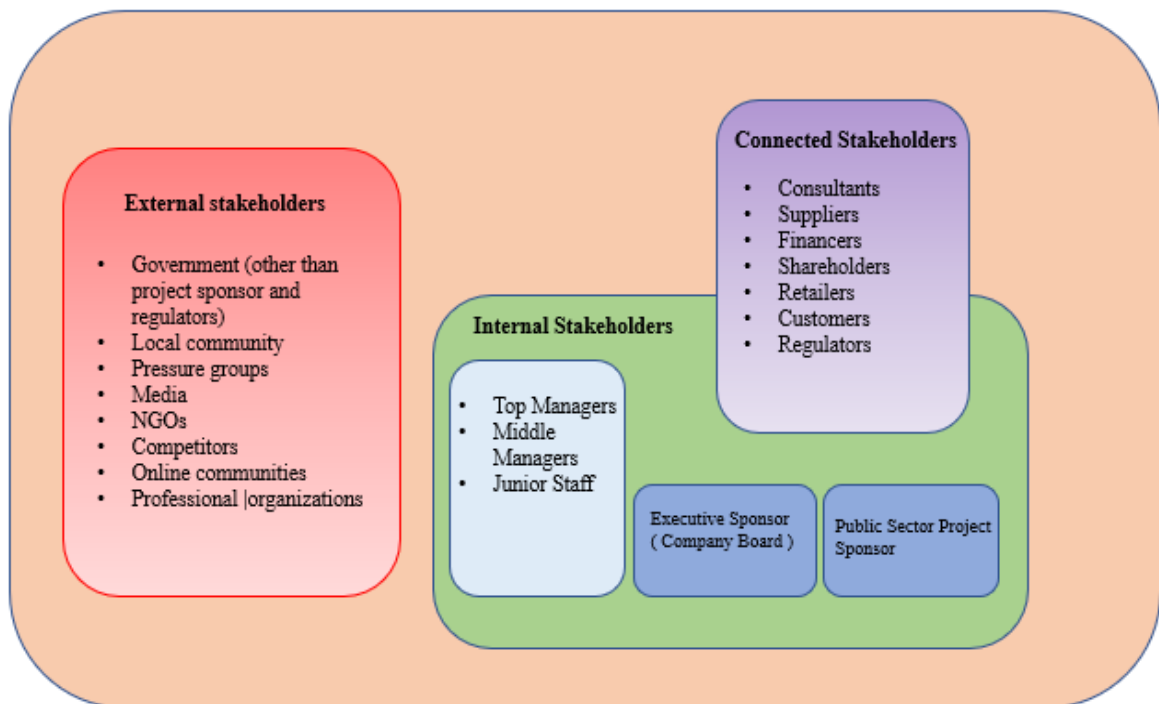 External stakeholders
• Government (other than
project sponsor and
regulators)
• Local community
• Pressure groups
• Media
• NGOs
• Competitors
• Online communities
• Professional |organizations
Connected Stakeholders
• Consultants
• Suppliers
• Financers
• Shareholders
• Retailers
• Customers
• Regulators
Internal Stakeholders
• Top Managers
• Middle
Managers
• Junior Staff
Executive Sponsor
( Company Board )
Public Sector Project
Sponsor